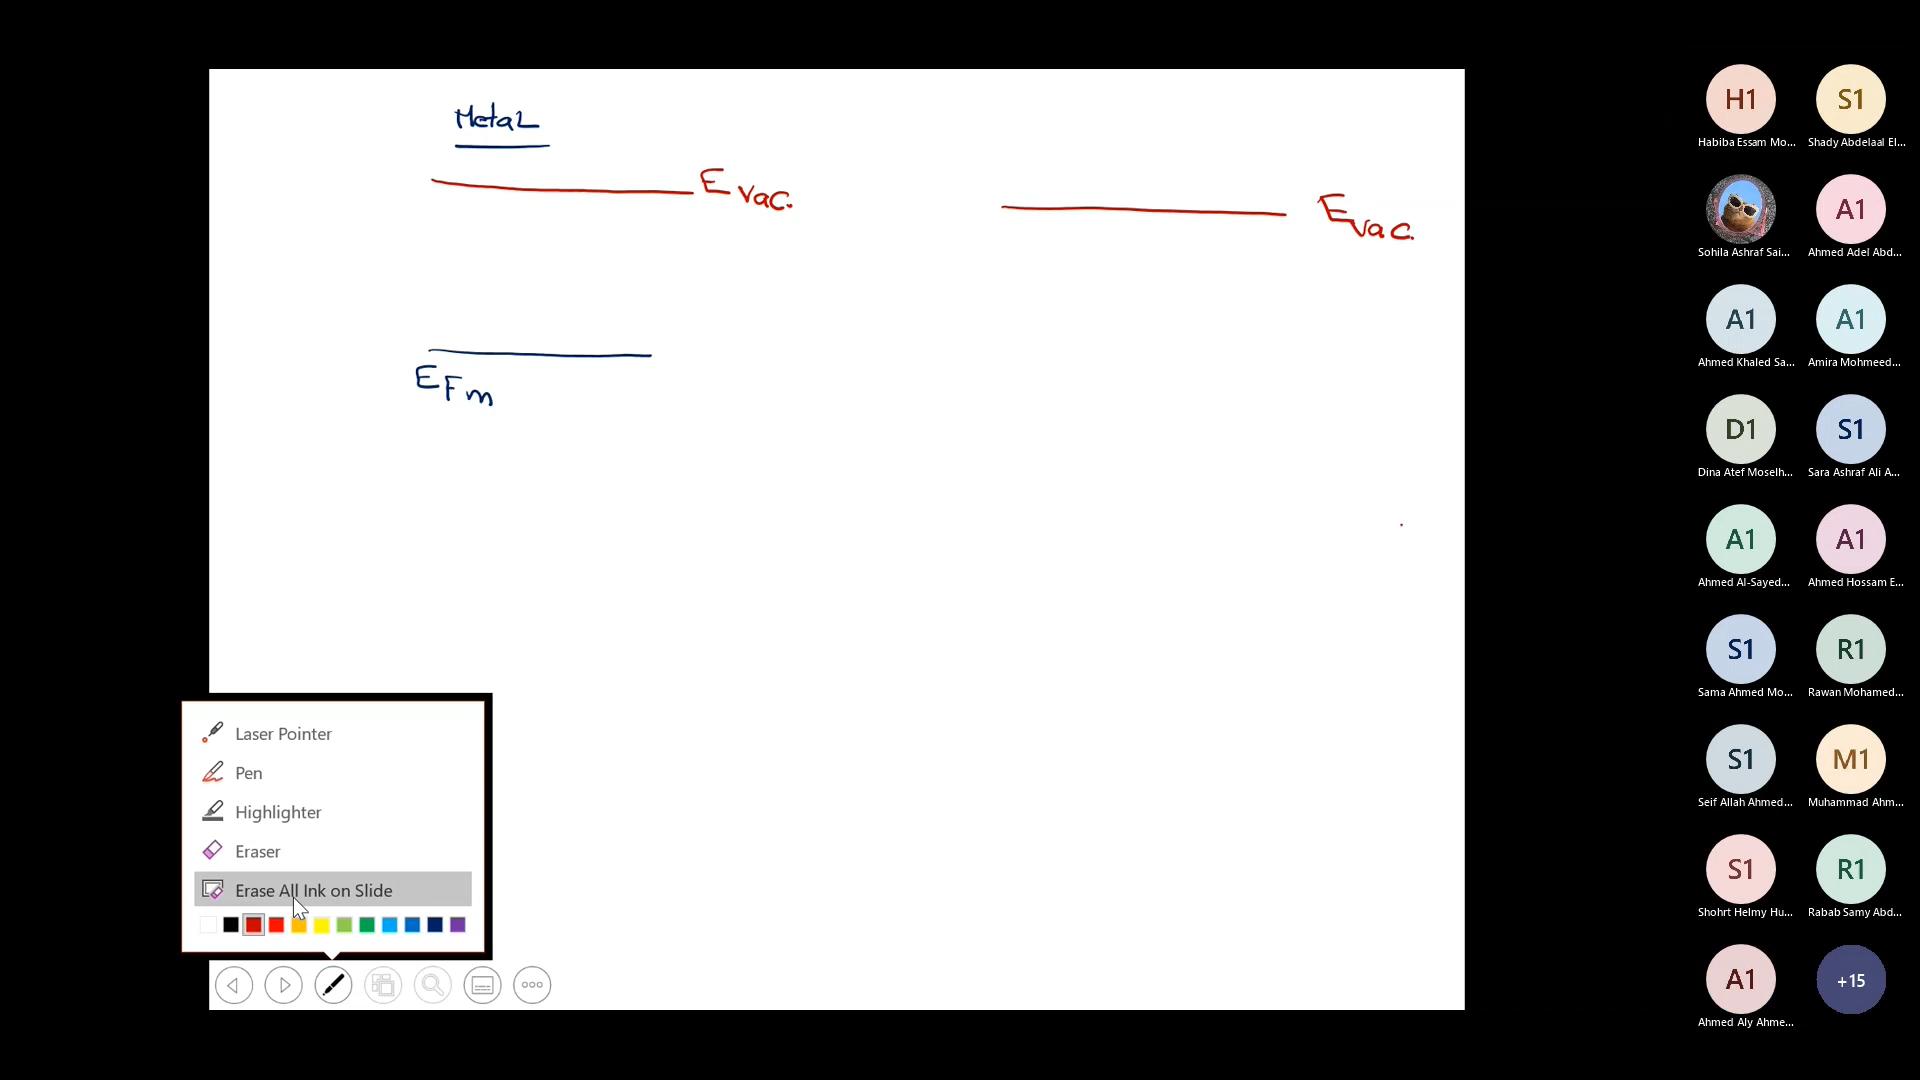 Metal
E vac.
E vac.
E F m
Laser Pointer
Pen
Highlighter
Eraser
Erase All Ink on Slide
H1
S1
Habiba Essam Mo...
Shady Abdelaal El...
A1
Sohila Ashraf Sai...
Ahmed Adel Abd...
A1
A1
Ahmed Khaled Sa...
Amira Mohmeed...
D1
S1
Dina Atef Moselh...
Sara Ashraf Ali A...
A1
A1
Ahmed Al-Sayed...
Ahmed Hossam E...
S1
R1
Sama Ahmed Mo...
Rawan Mohamed...
S1
M1
Seif Allah Ahmed...
Muhammad Ahm...
S1
R1
Shohrt Helmy Hu...
Rabab Samy Abd...
A1
+15
Ahmed Aly Ahme...